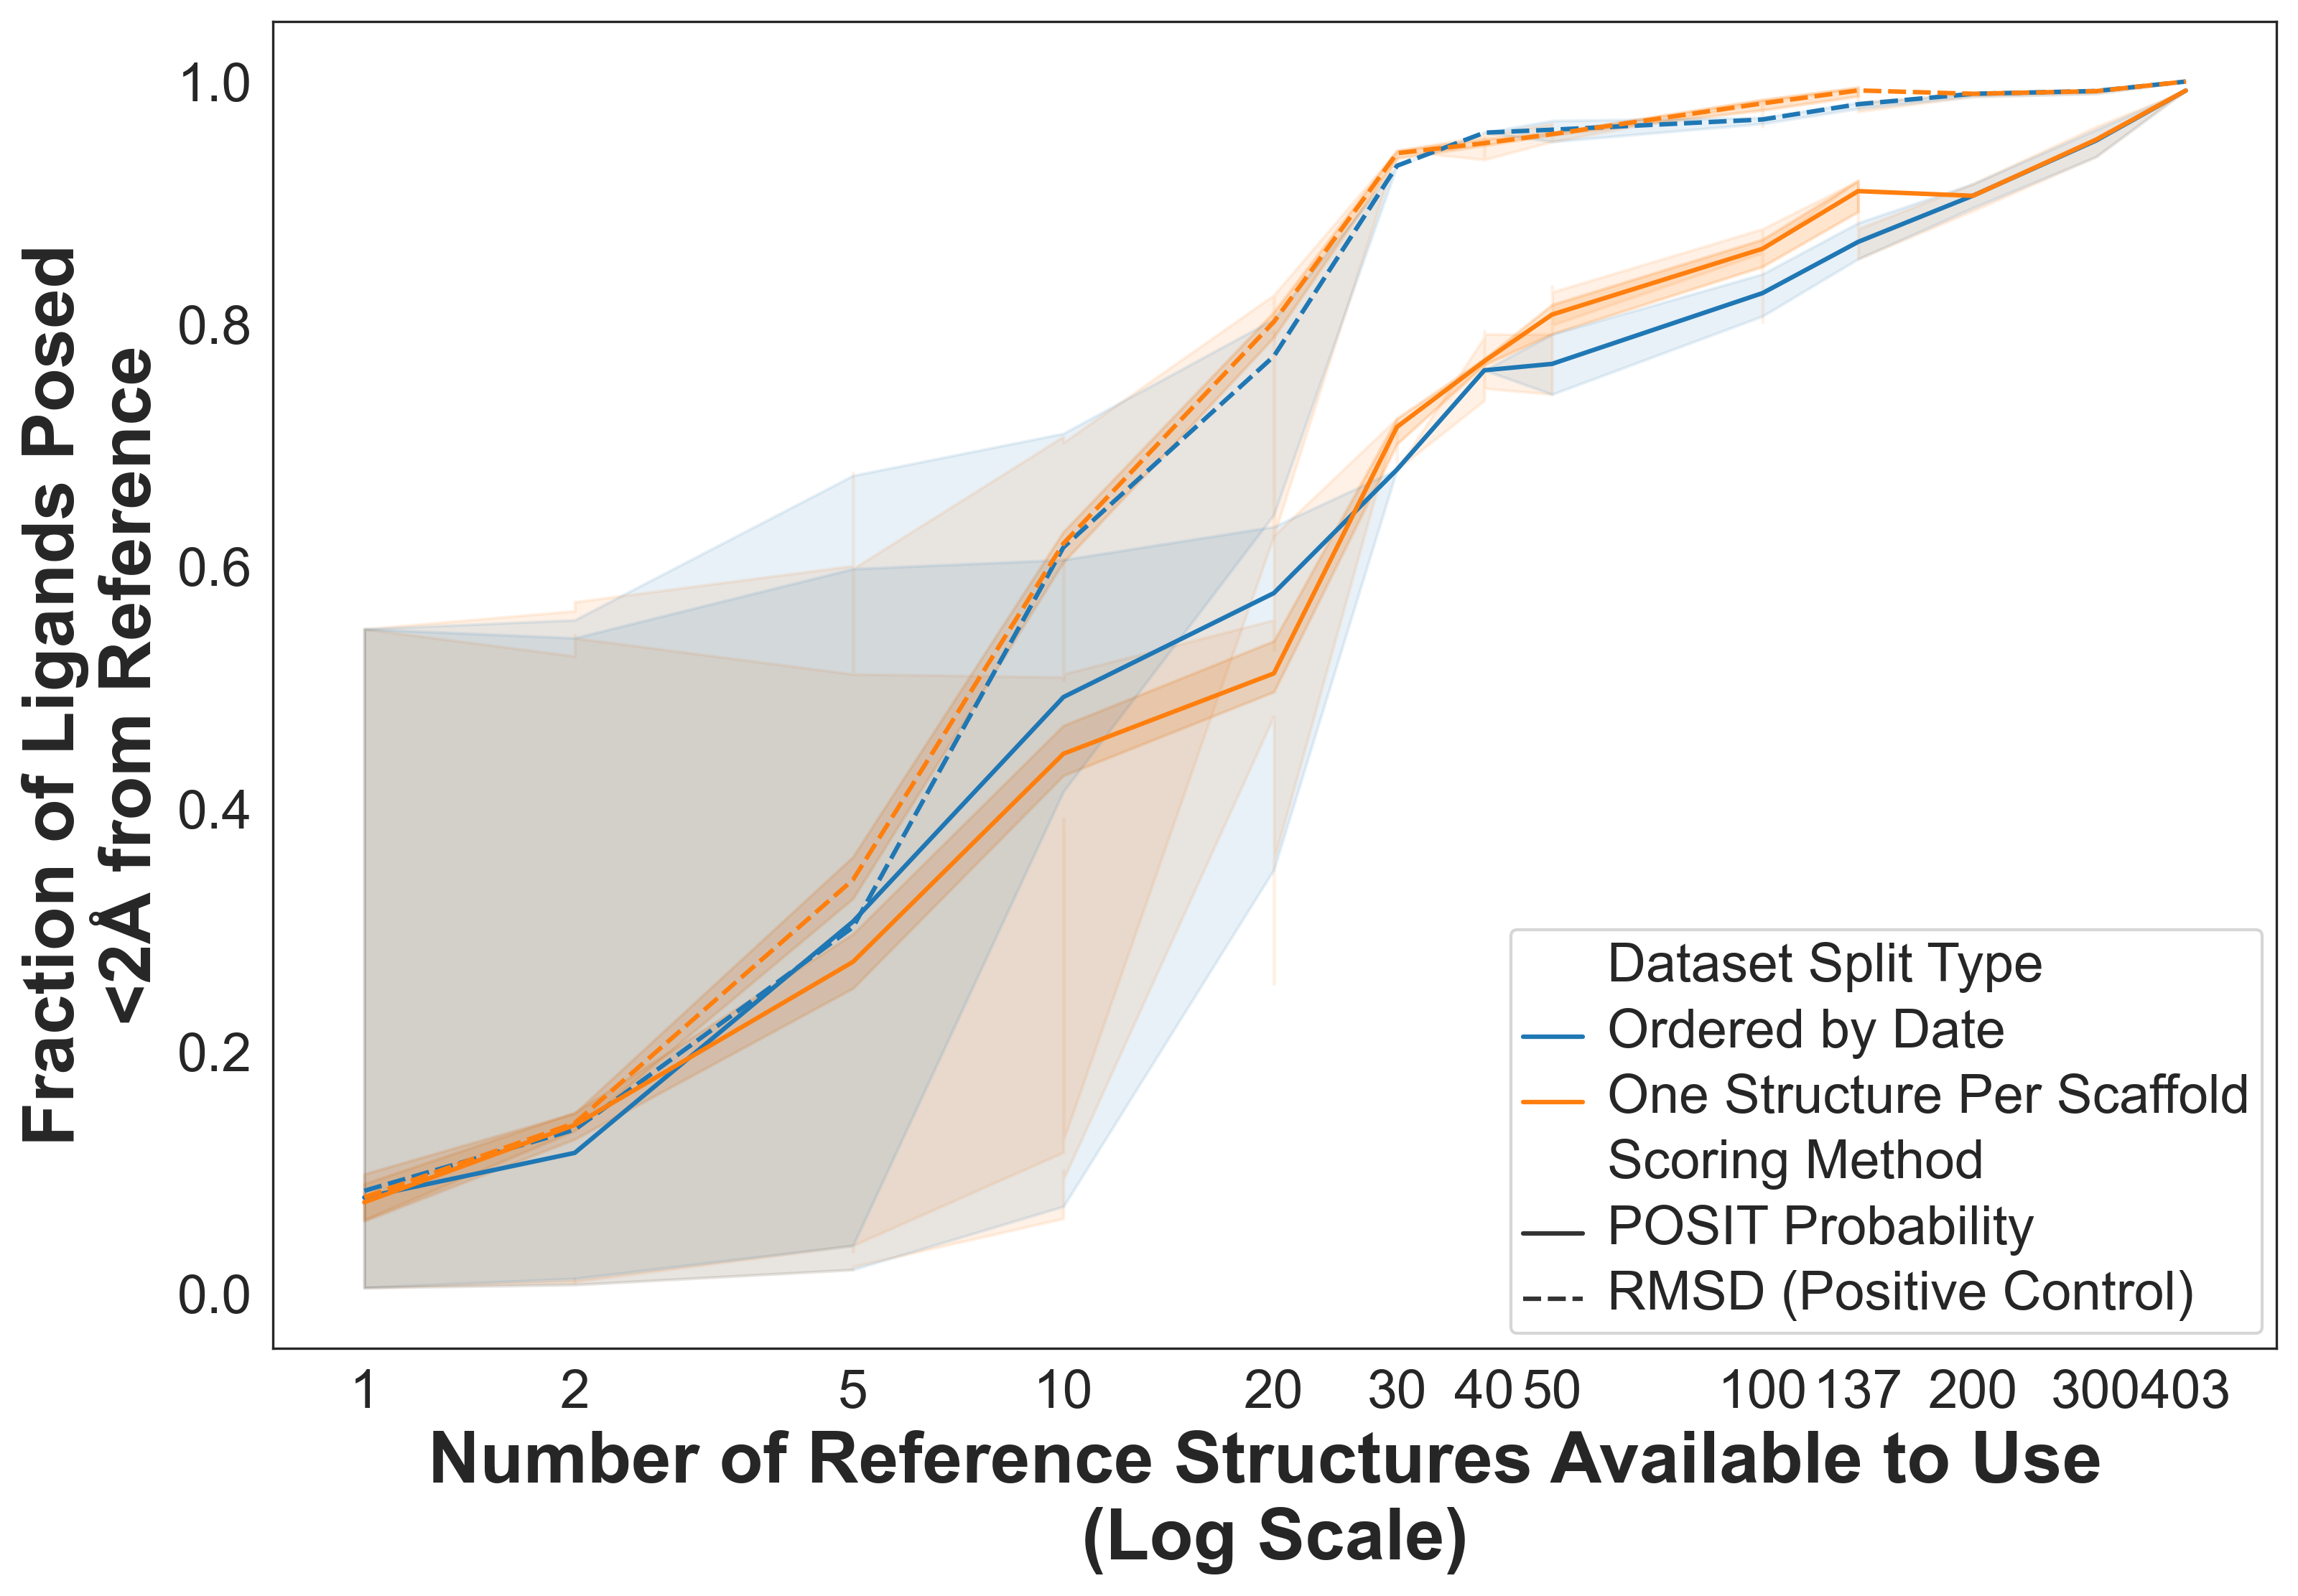 Fraction of Ligands Posed
<2Å from Reference
1.0
0.8
0.6
0.4
0.2
0.0
Dataset Split Type
Ordered by Date
One Structure Per Scaffold
Scoring Method
POSIT Probability
RMSD (Positive Control)
1 2 5 10 20 30 40 50 100 137 200 300 403
Number of Reference Structures Available to Use
(Log Scale)